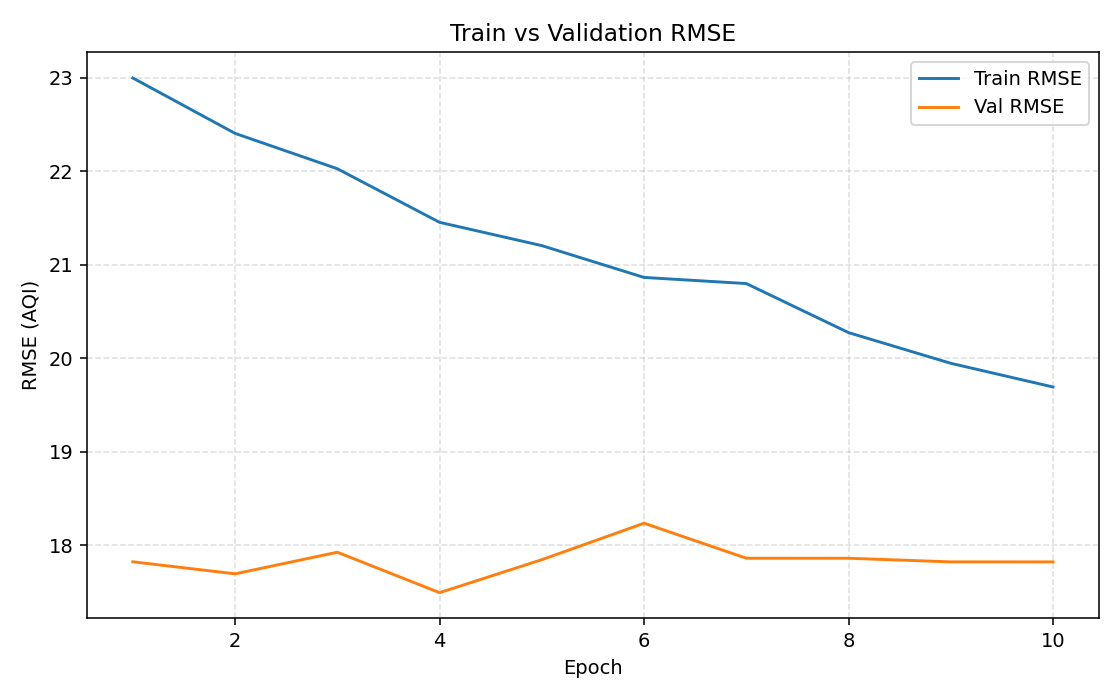 Train vs Validation RMSE
Train RMSE
Val RMSE
RMSE (AQI)
23
22
21
20
19
18
2 4 6 8 10
Epoch